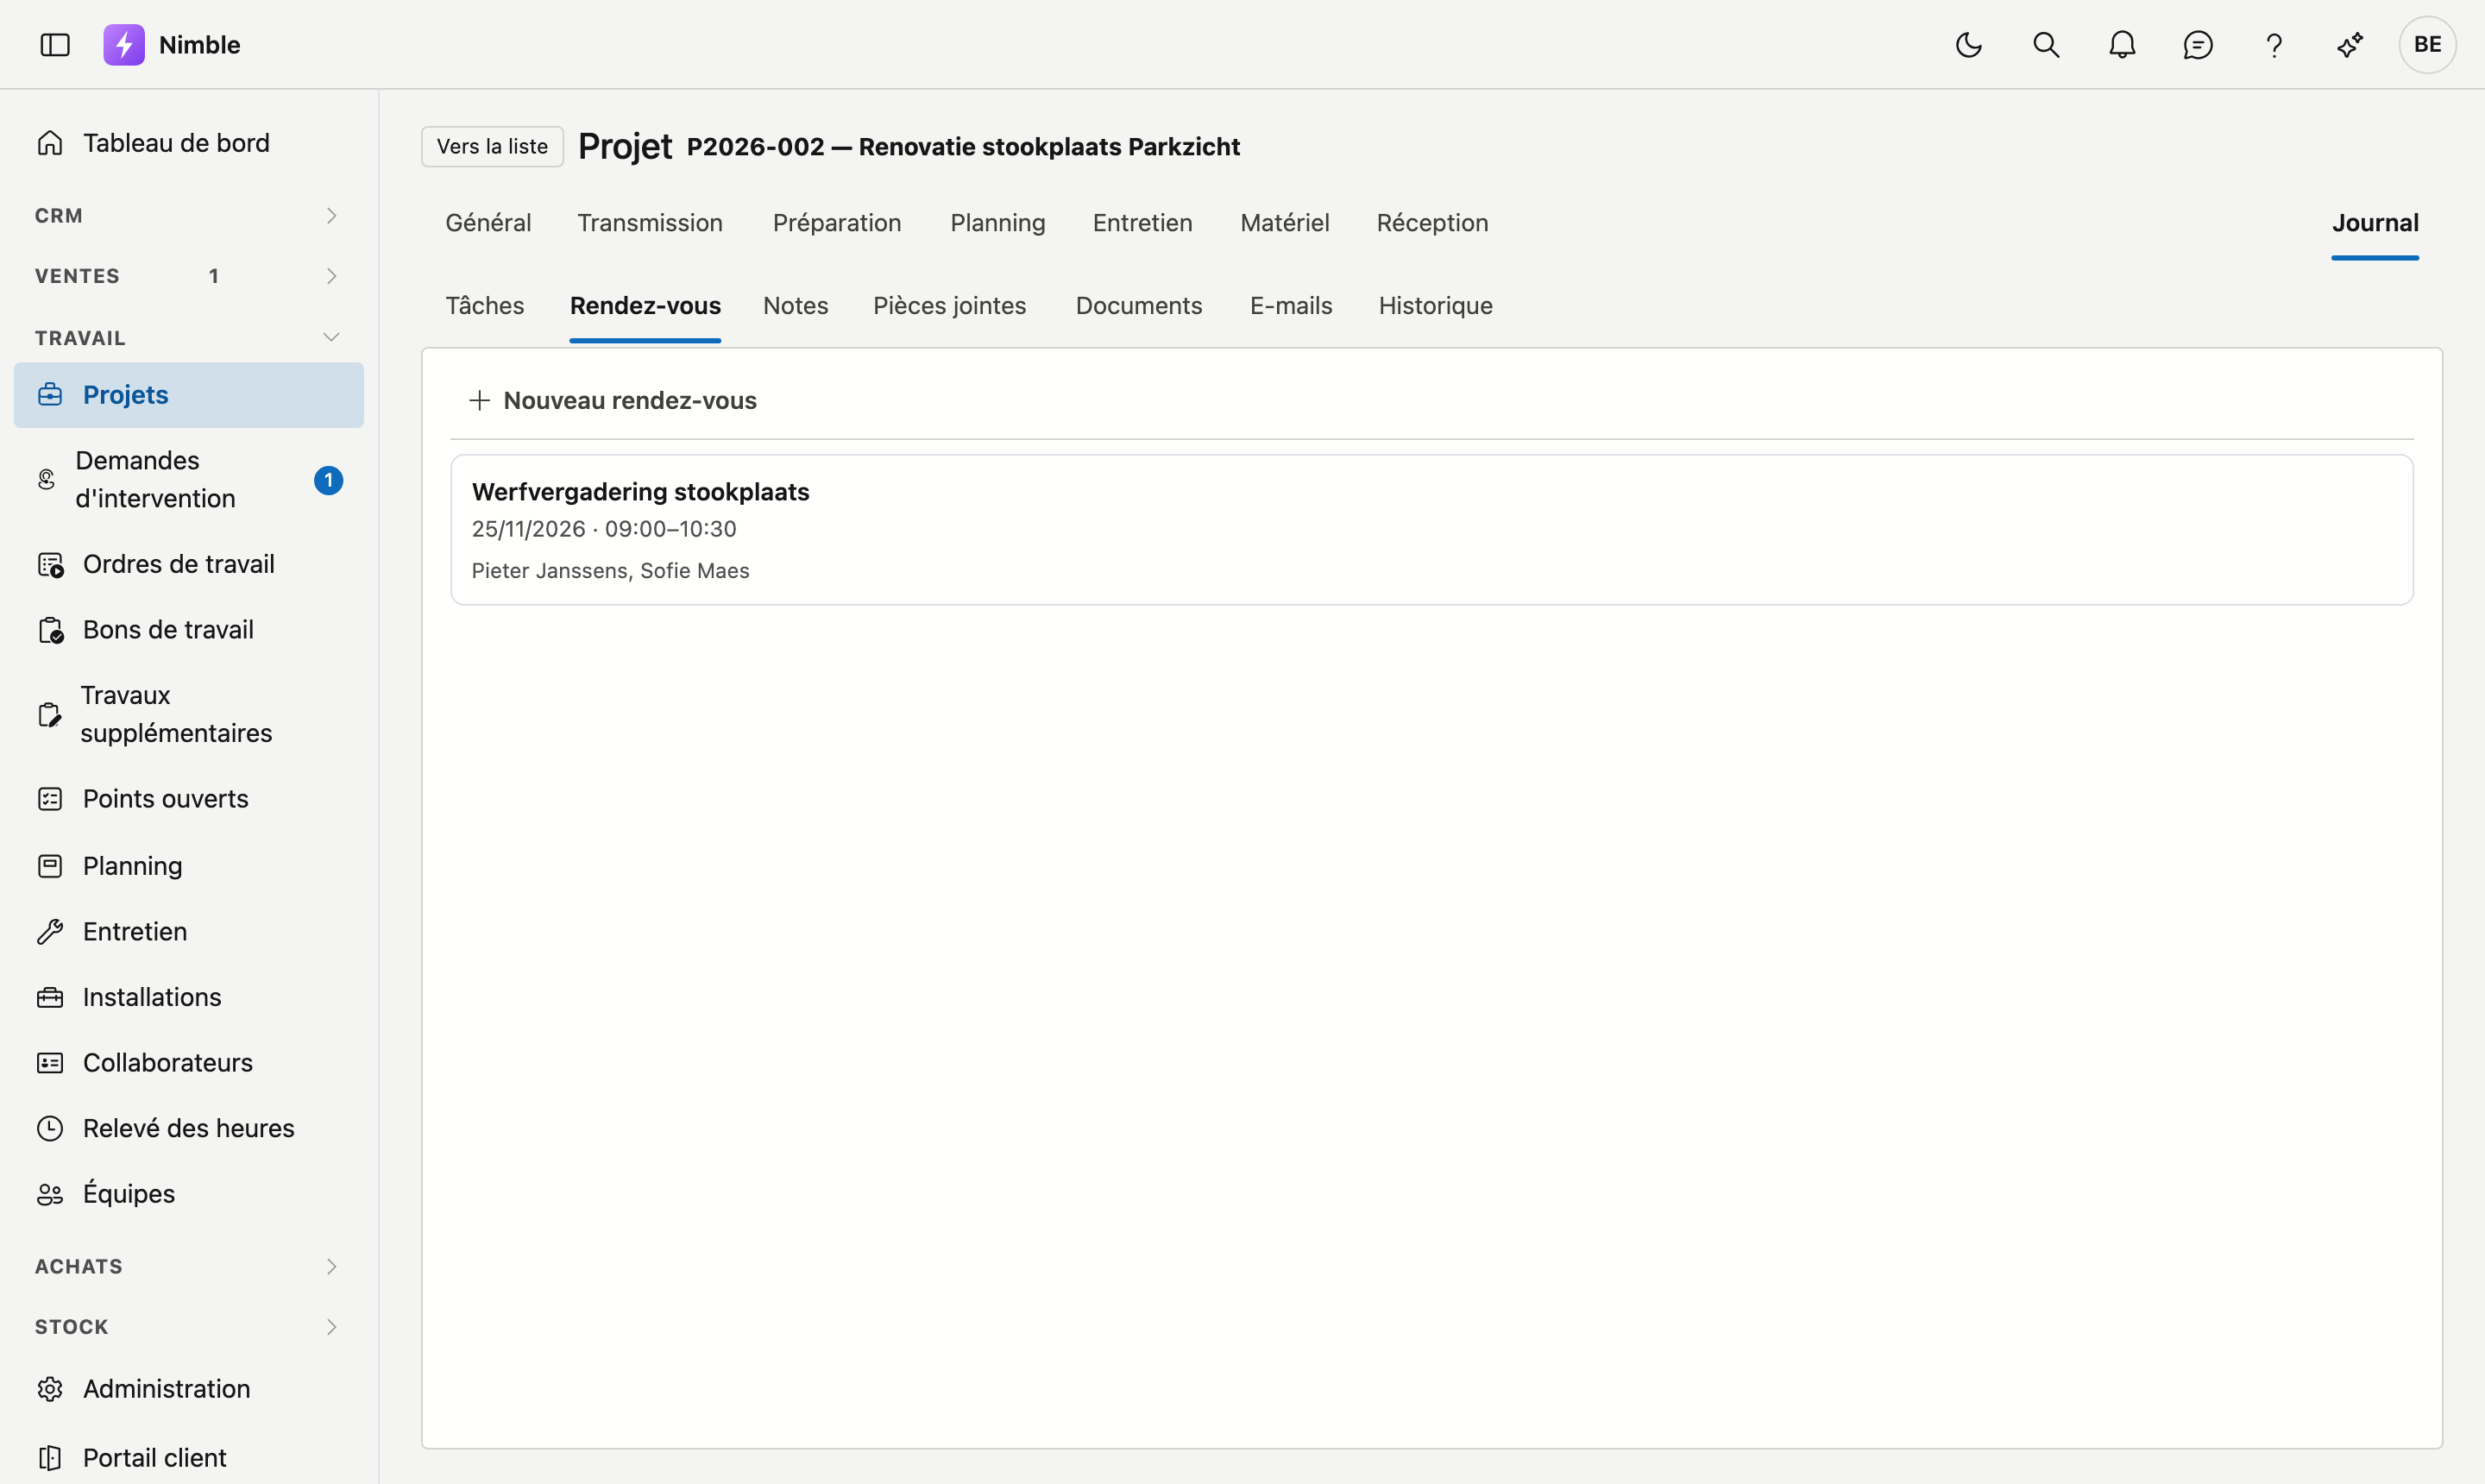 Nimble
BE
Tableau de bord
CRM
VENTES 1
TRAVAIL
Projets
Demandes
d'intervention
1
Ordres de travail
Bons de travail
Travaux
supplémentaires
Points ouverts
Planning
Entretien
Installations
Collaborateurs
Relevé des heures
Équipes
ACHATS
STOCK
Administration
Portail client
Vers la liste Projet P2026-002 — Renovatie stookplaats Parkzicht
Général Transmission Préparation Planning Entretien Matériel Réception Journal
Tâches Rendez-vous Notes Pièces jointes Documents E-mails Historique
Nouveau rendez-vous
Werfvergadering stookplaats
25/11/2026 · 09:00–10:30
Pieter Janssens, Sofie Maes